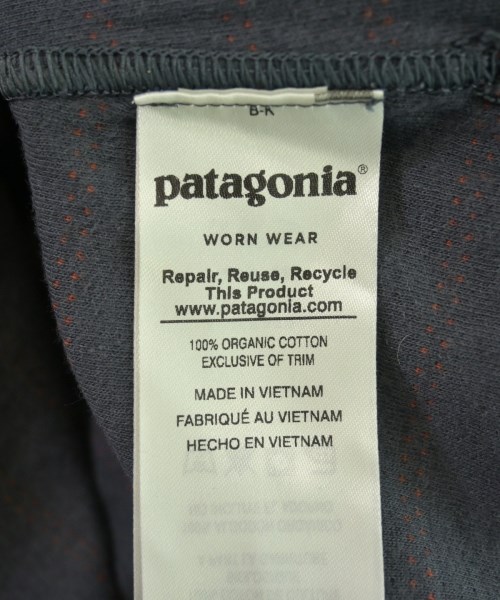 B-K
patagonia®
WORN WEAR
Repair, Reuse, Recycle
This Product
www.patagonia.com
100% ORGANIC COTTON
EXCLUSIVE OF TRIM
MADE IN VIETNAM
FABRIQUÉ AU VIETNAM
HECHO EN VIETNAM